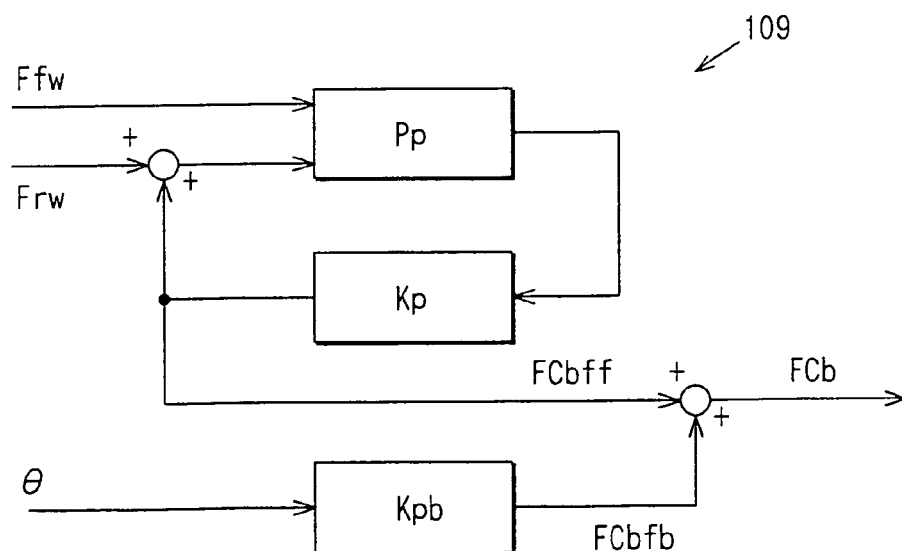 109
Ffw
Pp
+
+
Frw
Kp
FCbff
+
FCb
+
θ
Kpb
FCbfb